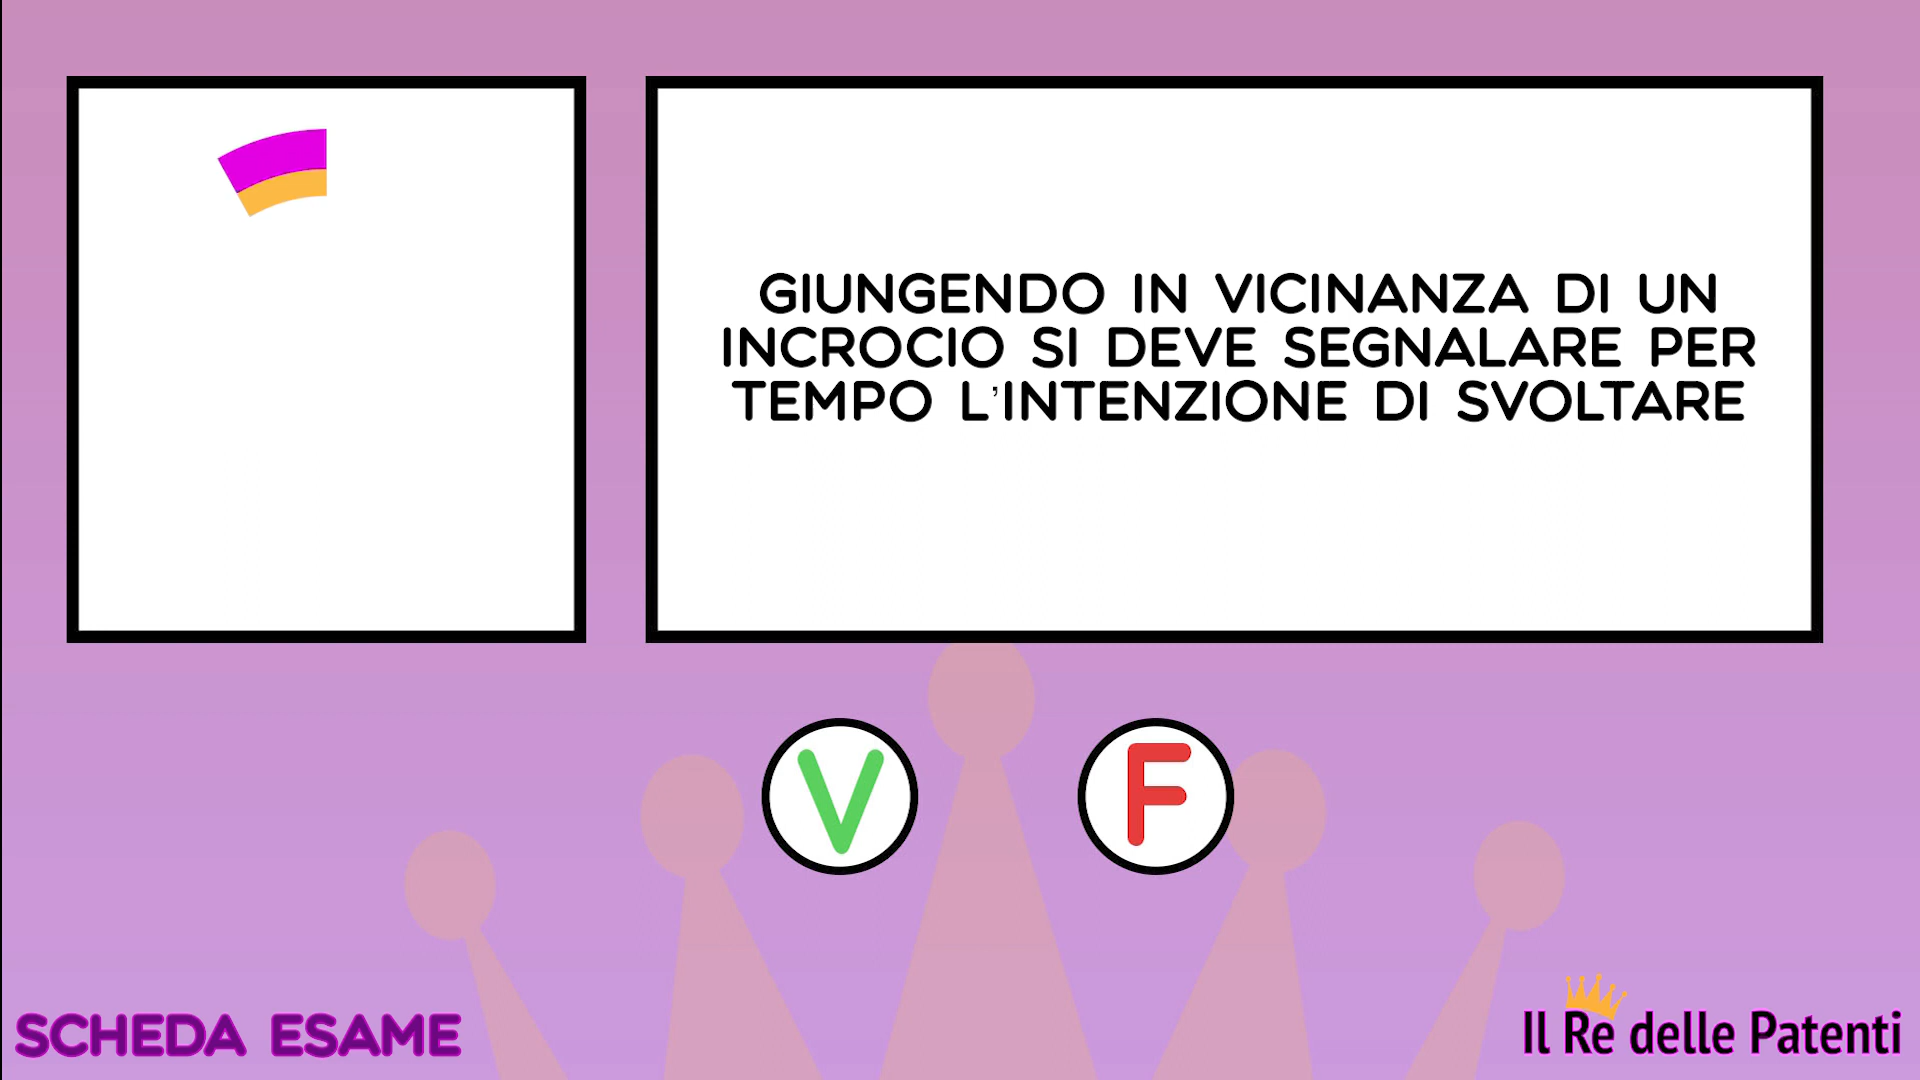 GIUNGENDO IN VICINANZA DI UN
INCROCIO SI DEVE SEGNALARE PER
TEMPO L'INTENZIONE DI SVOLTARE
V F
SCHEDA ESAME
Il Re delle Patenti